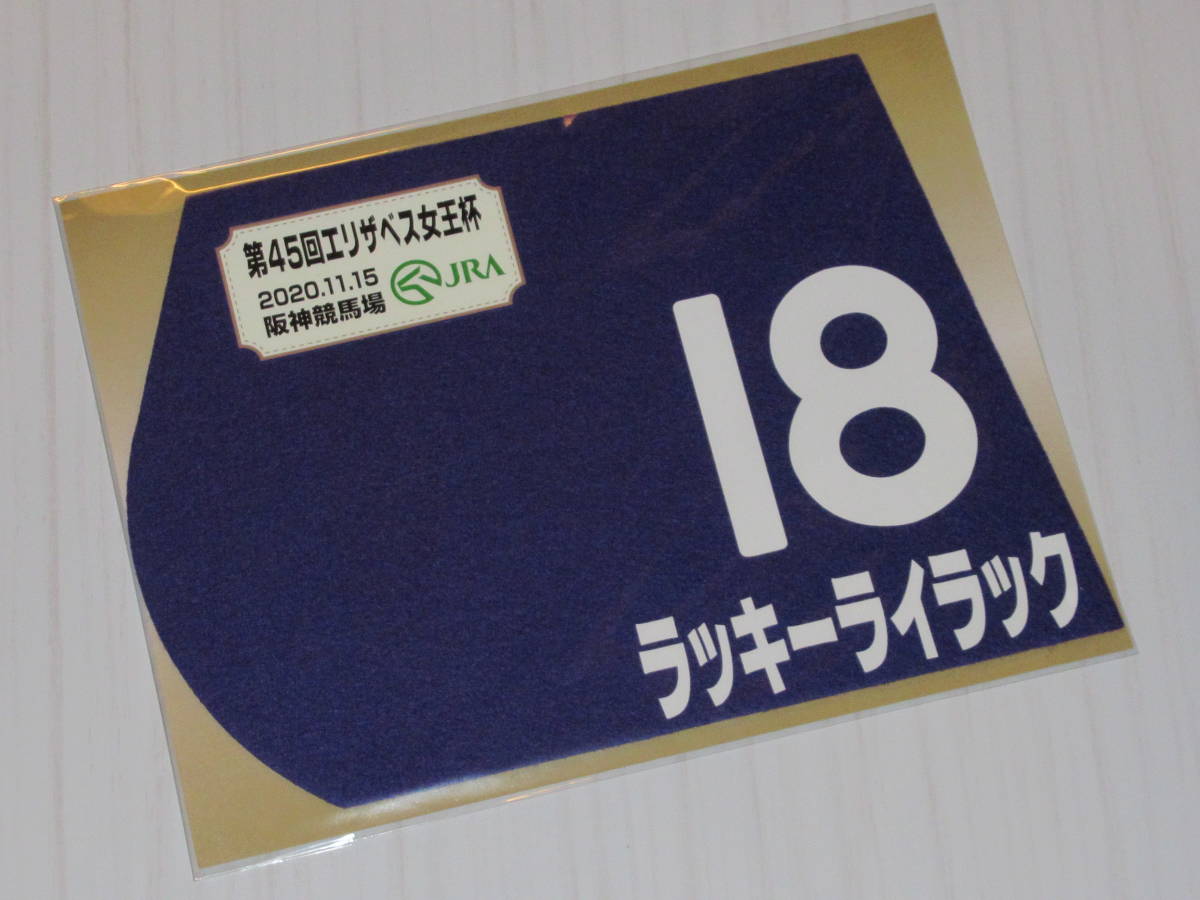 第45回エリザベス女王杯
2020.11.15
阪神競馬場
JRA
18
ラッキーライラック